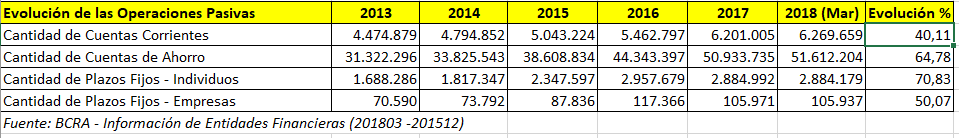 Evolución de las Operaciones Pasivas 2013 2014 2015 2016 2017 2018 (Mar) Evolución %
Cantidad de Cuentas Corrientes 4.474.879 4.794.852 5.043.224 5.462.797 6.201.005 6.269.659 40,11
Cantidad de Cuentas de Ahorro 31.322.296 33.825.543 38.608.834 44.343.397 50.933.735 51.612.204 64,78
Cantidad de Plazos Fijos - Individuos 1.688.286 1.817.347 2.347.597 2.957.679 2.884.992 2.884.179 70,83
Cantidad de Plazos Fijos - Empresas 70.590 73.792 87.836 117.366 105.971 105.937 50,07
Fuente: BCRA - Información de Entidades Financieras (201803 -201512)